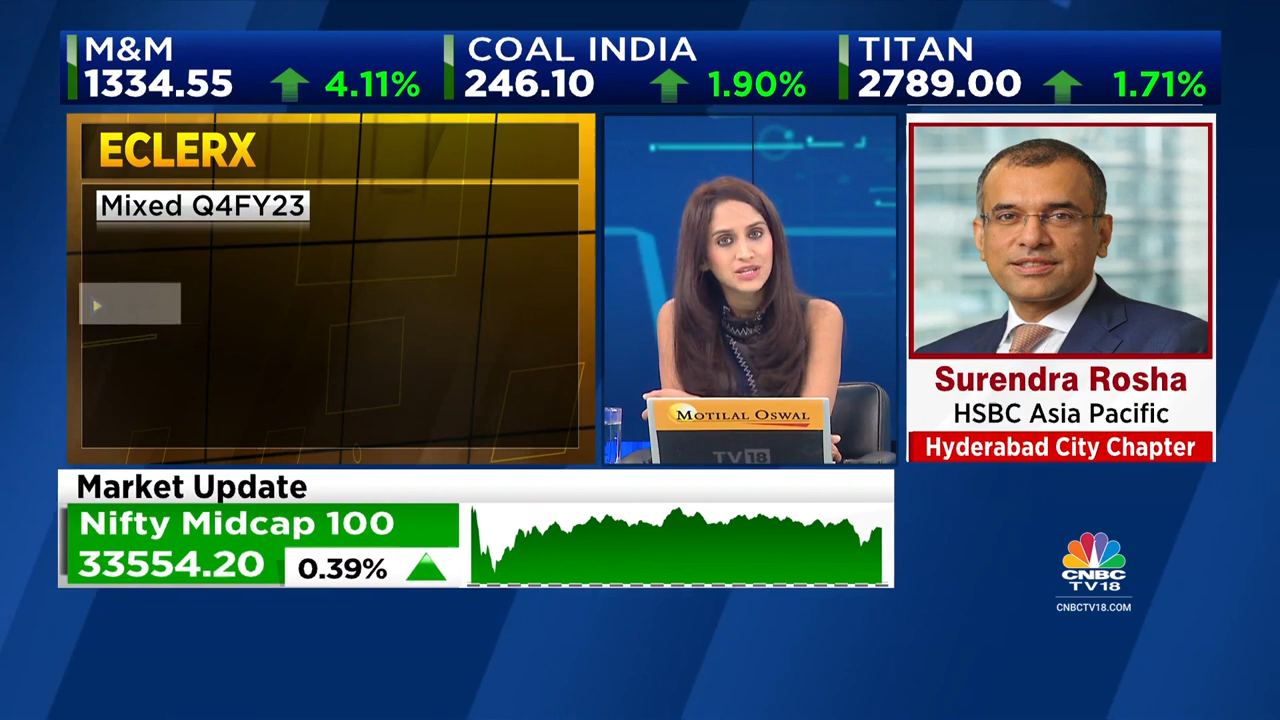 M&M
1334.55 4.11%
COAL INDIA
246.10 1.90%
TITAN
2789.00 1.71%
ECLERX
Mixed Q4FY23
MOTILAL OSWAL
TV18
Surendra Rosha
HSBC Asia Pacific
Hyderabad City Chapter
Market Update
Nifty Midcap 100
33554.20 0.39%
CNBC
TV18
CNBCTV18.COM